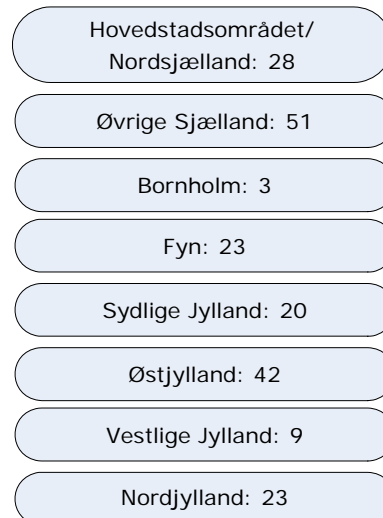 Hovedstadsområdet/
Nordsjælland: 28
Øvrige Sjælland: 51
Bornholm: 3
Fyn: 23
Sydlige Jylland: 20
Østjylland: 42
Vestlige Jylland: 9
Nordjylland: 23